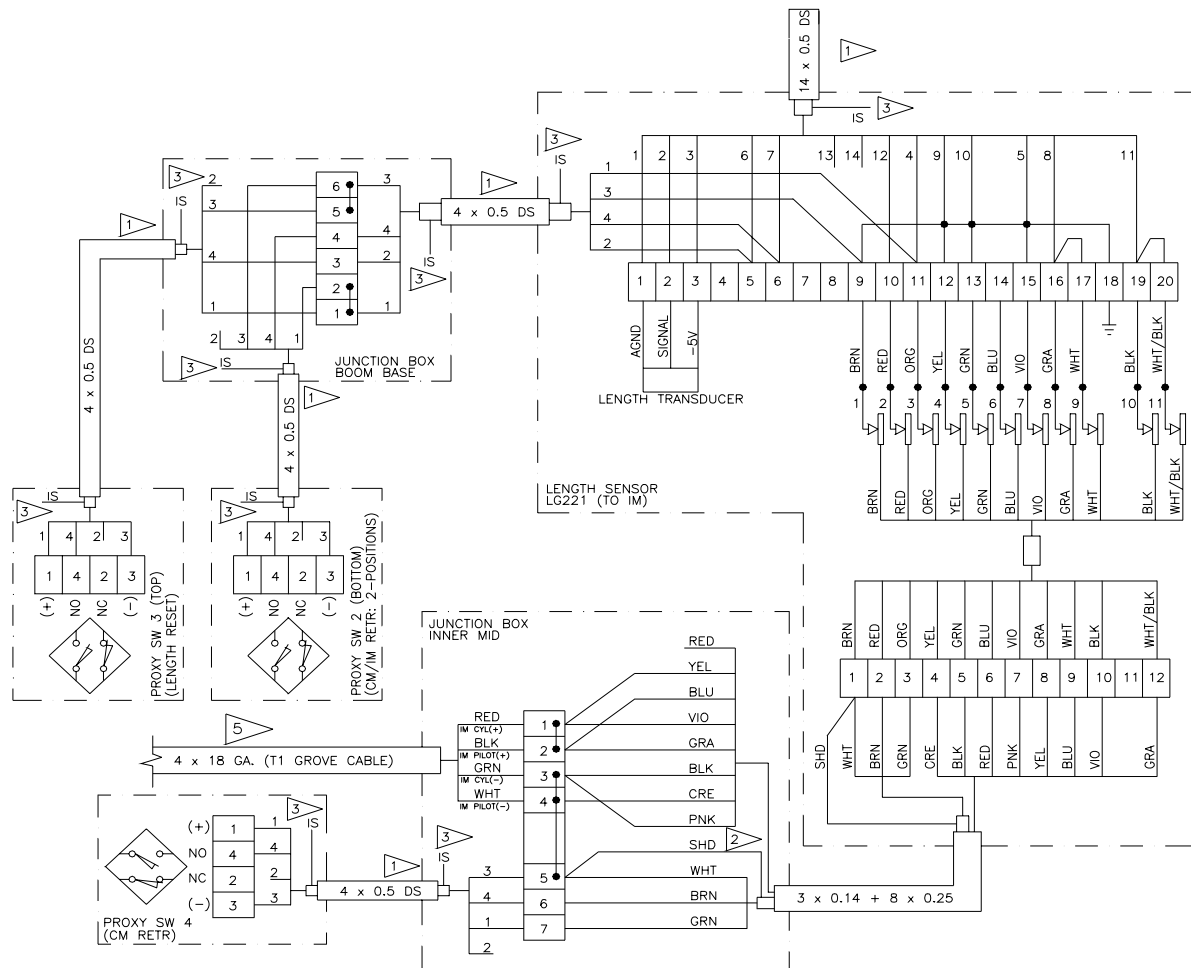 14 x 0.5 DS
1
3
IS
1 2 3 6 7 13 14 12 4 9 10 5 8 11
3
IS
1
3
4
2
1
4 x 0.5 DS
3
IS
3
IS
1
2
3
4
1
6
5
4
3
2
1
3
4
2
1
2 3 4 1
JUNCTION BOX
BOOM BASE
3
IS
4 x 0.5 DS
1
4 x 0.5 DS
1 2 3 4 5 6 7 8 9 10 11 12 13 14 15 16 17 18 19 20
AGND
SIGNAL
-5V
LENGTH TRANSDUCER
BRN RED ORG YEL GRN BLU VIO GRA WHT BLK WHT/BLK
1 2 3 4 5 6 7 8 9 10 11
BRN RED ORG YEL GRN BLU VIO GRA WHT BLK WHT/BLK
LENGTH SENSOR
LG221 (TO IM)
3
IS
1 4 2 3
1 4 2 3
(+) NO NC (-)
PROXY SW 3 (TOP)
(LENGTH RESET)
3
IS
1 4 2 3
1 4 2 3
(+) NO NC (-)
PROXY SW 2 (BOTTOM)
(CM/IM RETR: 2-POSITIONS)
BRN RED ORG YEL GRN BLU VIO GRA WHT BLK WHT/BLK
1 2 3 4 5 6 7 8 9 10 11 12
SHD WHT BRN GRN CRE BLK RED PNK YEL BLU VIO GRA
JUNCTION BOX
INNER MID
RED
YEL
BLU
VIO
GRA
BLK
CRE
PNK
SHD
WHT
BRN
GRN
2
RED
IM CYL(+)
BLK
IM PILOT(+)
GRN
IM CYL(-)
WHT
IM PILOT(-)
1
2
3
4
5
6
7
5
4 x 18 GA. (T1 GROVE CABLE)
(+) 1 1
NO 4 4
NC 2 2
(-) 3 3
PROXY SW 4
(CM RETR)
3
IS
1
4 x 0.5 DS
3
IS
3
4
1
2
3 x 0.14 + 8 x 0.25